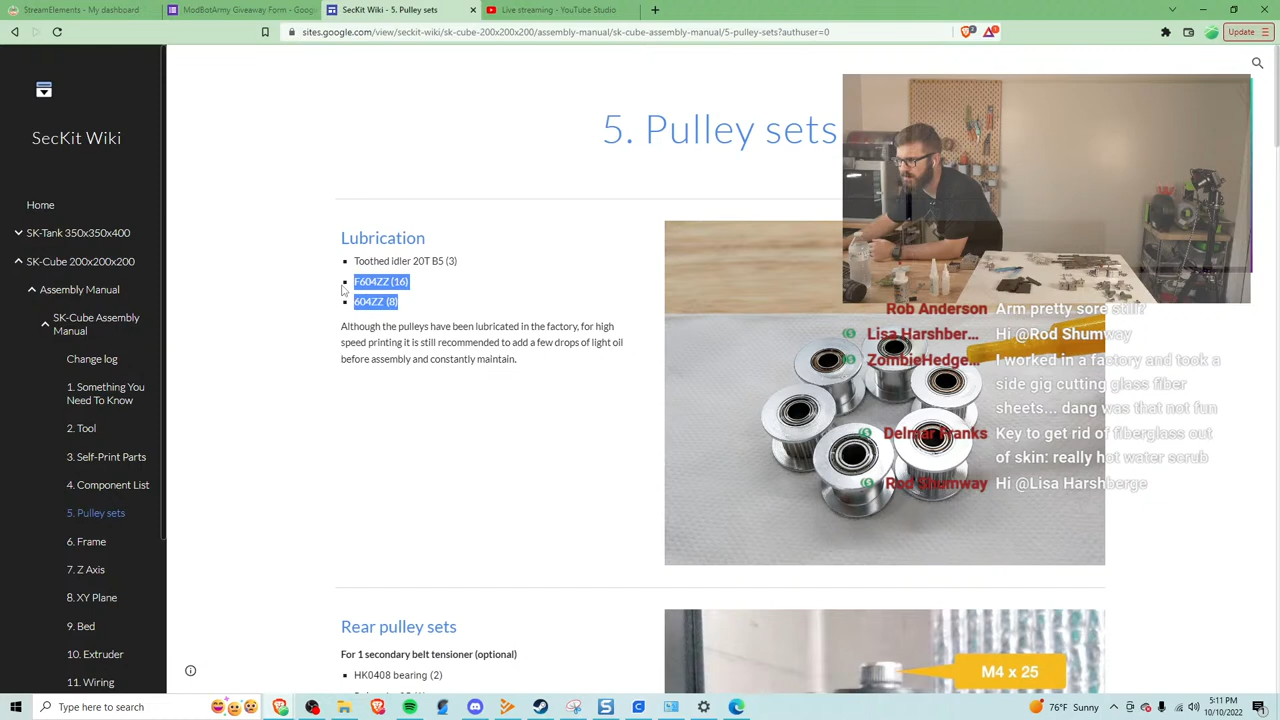 StreamElements - My dashboard
ModBotArmy Giveaway Form - Goog
SecKit Wiki - 5. Pulley sets
Live streaming - YouTube Studio
sites.google.com/view/seckit-wiki/sk-cube-200x200x200/assembly-manual/sk-cube-assembly-manual/5-pulley-sets?authuser=0
Update
SecKit Wiki
Home
SK-Tank 350x350x400
SK-Cube 200x200x200
Assembly Manual
SK-Cube Assembly
Manual
Change log
1. Something You
Need To Know
2. Tool
3. Self-Print Parts
4. Component List
5. Pulley sets
6. Frame
7. Z Axis
8. XY Plane
9. Bed
10. Extruder
11. Wiring
5. Pulley sets
Lubrication
Toothed idler 20T B5 (3)
F604ZZ (16)
604ZZ (8)
Although the pulleys have been lubricated in the factory, for high
speed printing it is still recommended to add a few drops of light oil
before assembly and constantly maintain.
Rob Anderson Arm pretty sore still?
Lisa Harshber... Hi @Rod Shumway
ZombieHedge... I worked in a factory and took a
side gig cutting glass fiber
sheets... dang was that not fun
Delmar Franks Key to get rid of fiberglass out
of skin: really hot water scrub
Rod Shumway Hi @Lisa Harshberge
Rear pulley sets
For 1 secondary belt tensioner (optional)
HK0408 bearing (2)
M4 x 25
Type here to search
76°F Sunny
5:11 PM
10/10/2022